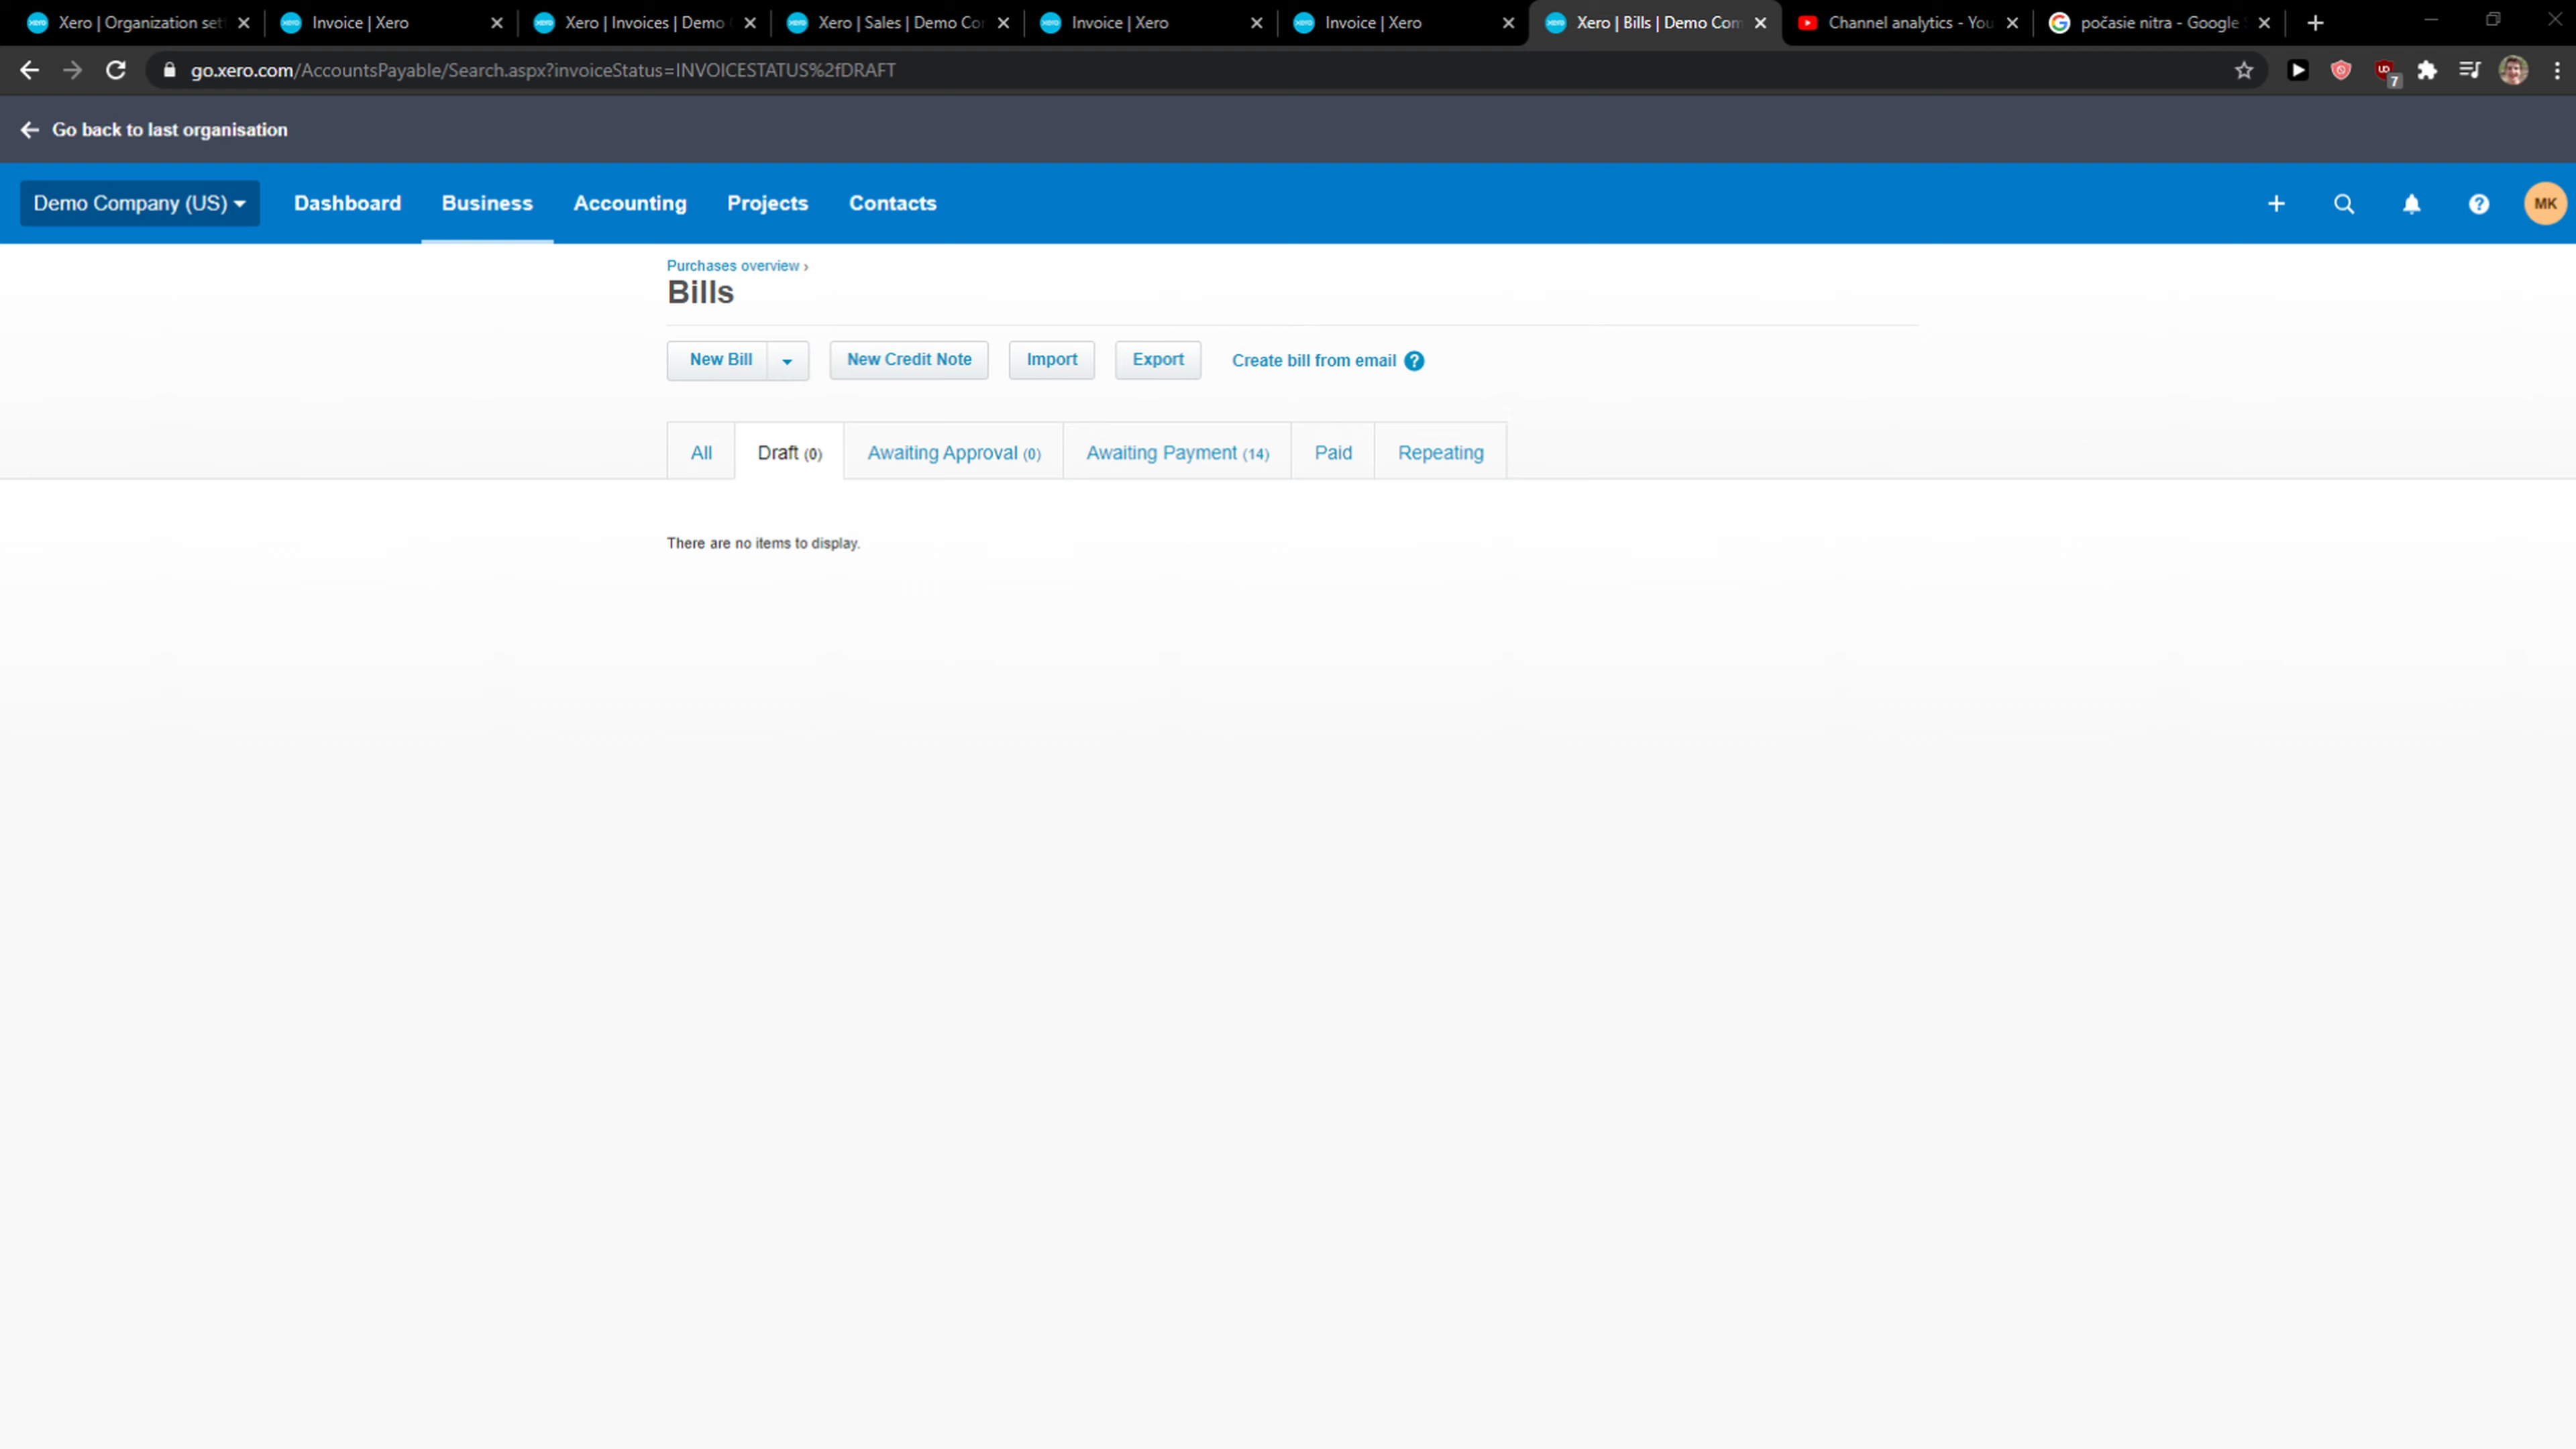 Xero | Organization set
Invoice | Xero
Xero | Invoices | Demo
Xero | Sales | Demo Cor
Invoice | Xero
Invoice | Xero
Xero | Bills | Demo Com
Channel analytics - You
počasie nitra - Google
go.xero.com/AccountsPayable/Search.aspx?invoiceStatus=INVOICESTATUS%2fDRAFT
7
Go back to last organisation
Demo Company (US)
Dashboard
Business
Accounting
Projects
Contacts
MK
Purchases overview ›
Bills
New Bill
New Credit Note
Import
Export
Create bill from email ?
All
Draft (0)
Awaiting Approval (0)
Awaiting Payment (14)
Paid
Repeating
There are no items to display.